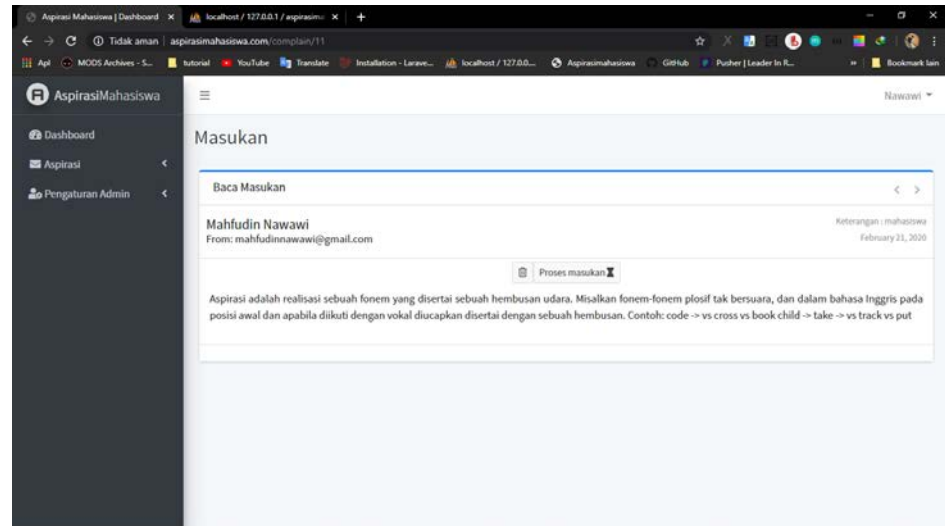 Aspirasi Mahasiswa | Dashboard
localhost / 127.0.0.1 / aspirasima
Tidak aman | aspirasimahasiswa.com/complain/11
Apl MODS Archives - S... tutorial YouTube Translate Installation - Larave... localhost / 127.0.0... Aspirasimahasiswa GitHub Pusher | Leader In R... » Bookmark lain
AspirasiMahasiswa
Nawawi
Dashboard
Aspirasi
Pengaturan Admin
Masukan
Baca Masukan
Mahfudin Nawawi
From: mahfudinnawawi@gmail.com
Keterangan : mahasiswa
February 21, 2020
Proses masukan
Aspirasi adalah realisasi sebuah fonem yang disertai sebuah hembusan udara. Misalkan fonem-fonem plosif tak bersuara, dan dalam bahasa Inggris pada
posisi awal dan apabila diikuti dengan vokal diucapkan disertai dengan sebuah hembusan. Contoh: code -> vs cross vs book child -> take -> vs track vs put